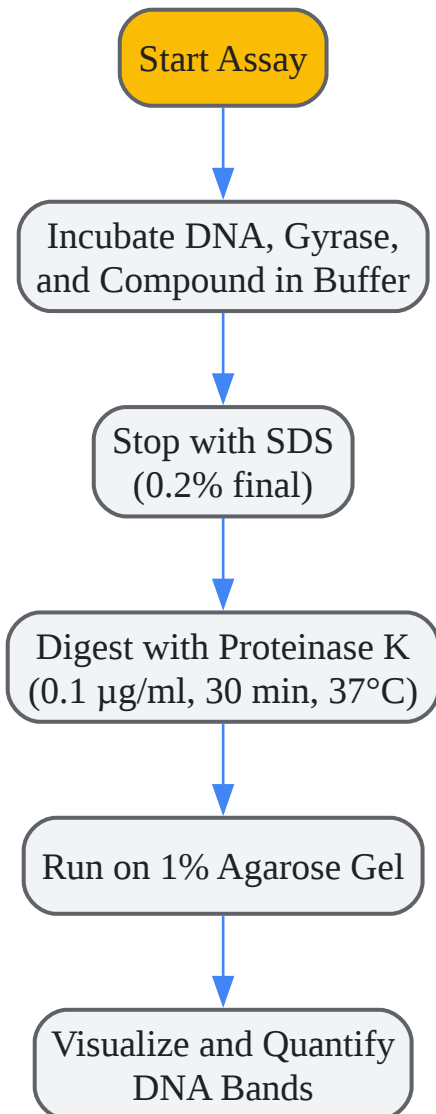 Start Assay
Incubate DNA, Gyrase,
and Compound in Buffer
Stop with SDS
(0.2% final)
Digest with Proteinase K
(0.1 µg/ml, 30 min, 37°C)
Run on 1% Agarose Gel
Visualize and Quantify
DNA Bands